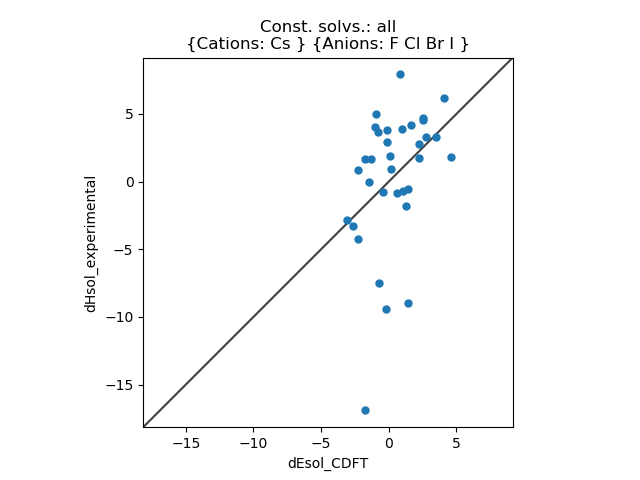 Const. solvs.: all
{Cations: Cs } {Anions: F Cl Br I }
5
0
−5
−10
−15
dHsol_experimental
−15
−10
−5
0
5
dEsol_CDFT